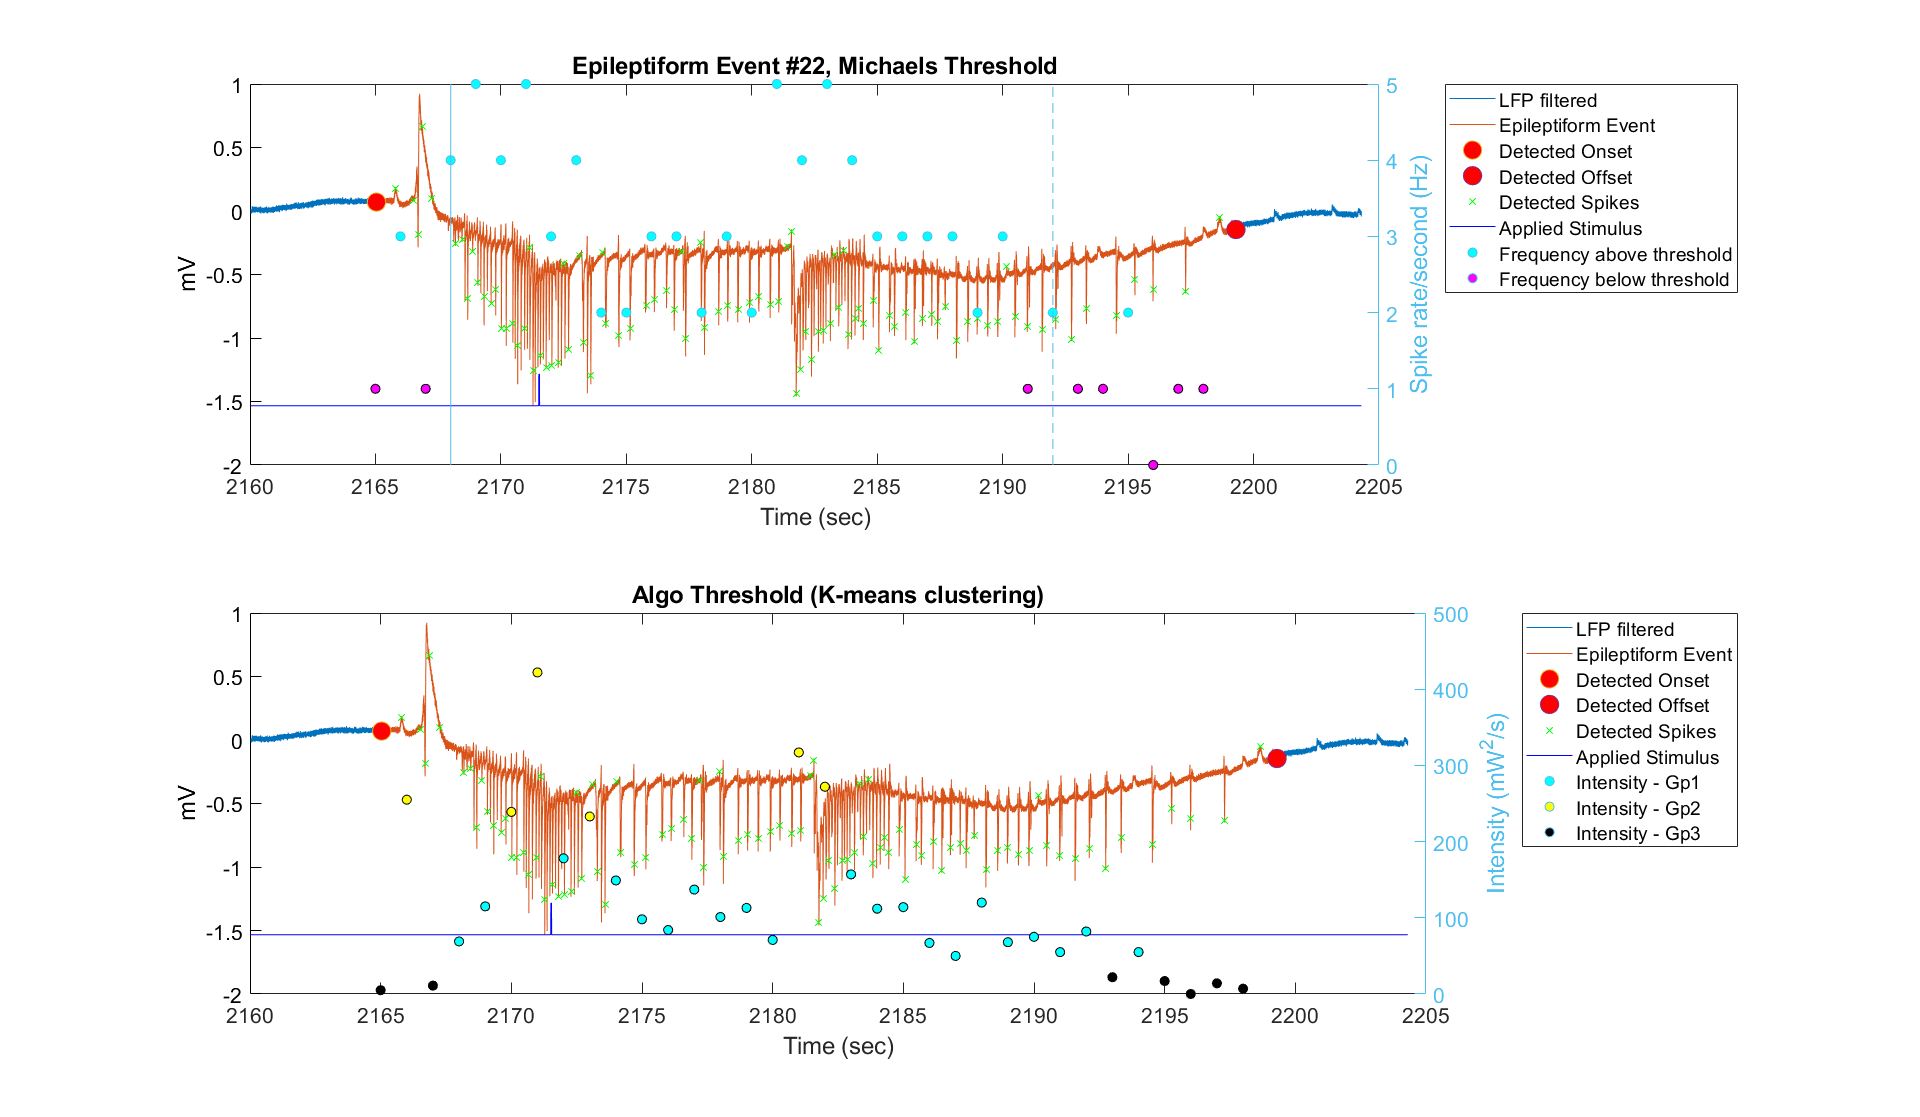 Epileptiform Event #22, Michaels Threshold
1
0.5
0
-0.5
-1
-1.5
-2
mV
2160 2165 2170 2175 2180 2185 2190 2195 2200 2205
Time (sec)
5
4
3
2
1
0
Spike rate/second (Hz)
LFP filtered
Epileptiform Event
Detected Onset
Detected Offset
Detected Spikes
Applied Stimulus
Frequency above threshold
Frequency below threshold
Algo Threshold (K-means clustering)
1
0.5
0
-0.5
-1
-1.5
-2
mV
2160 2165 2170 2175 2180 2185 2190 2195 2200 2205
Time (sec)
500
400
300
200
100
0
Intensity (mW²/s)
LFP filtered
Epileptiform Event
Detected Onset
Detected Offset
Detected Spikes
Applied Stimulus
Intensity - Gp1
Intensity - Gp2
Intensity - Gp3